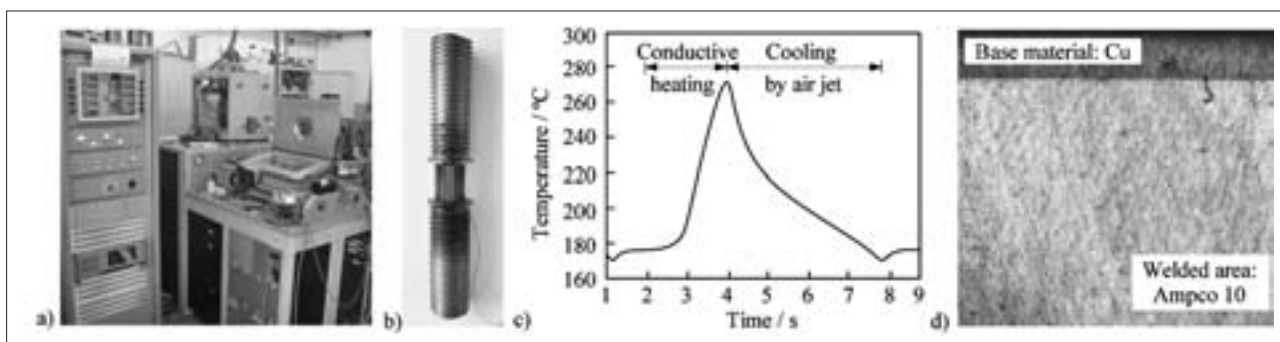 a)
b)
c)
300
280
260
240
220
200
180
160
Temperature / °C
Conductive
heating
Cooling
by air jet
1 2 3 4 5 6 7 8 9
Time / s
d)
Base material: Cu
Welded area:
Ampco 10